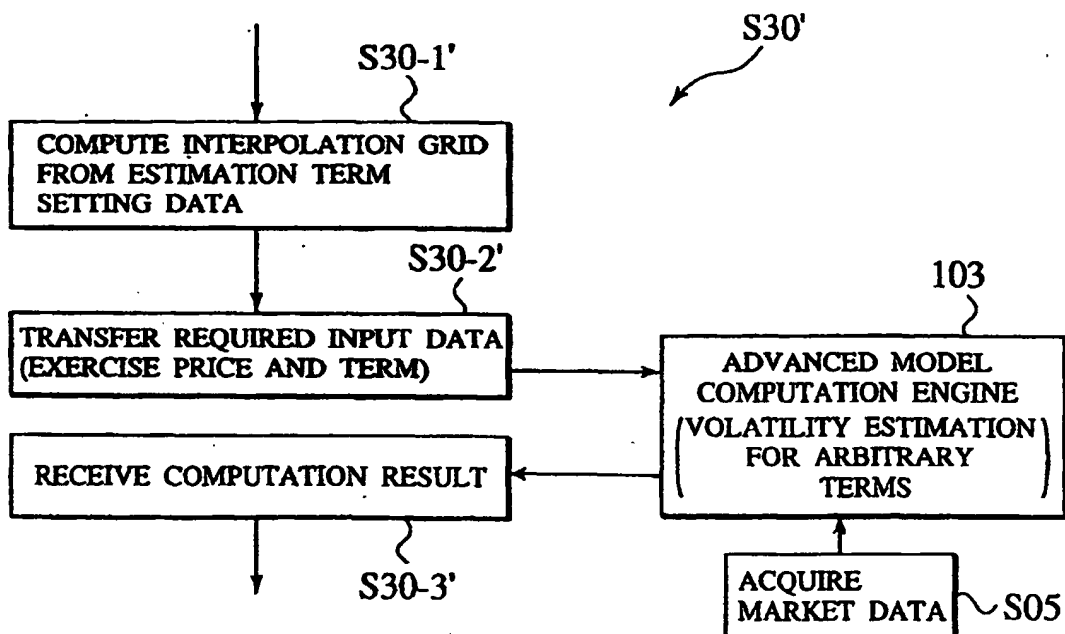 S30'
S30-1'
COMPUTE INTERPOLATION GRID
FROM ESTIMATION TERM
SETTING DATA
S30-2'
TRANSFER REQUIRED INPUT DATA
(EXERCISE PRICE AND TERM)
103
ADVANCED MODEL
COMPUTATION ENGINE
(VOLATILITY ESTIMATION
FOR ARBITRARY
TERMS)
RECEIVE COMPUTATION RESULT
S30-3'
ACQUIRE
MARKET DATA
S05